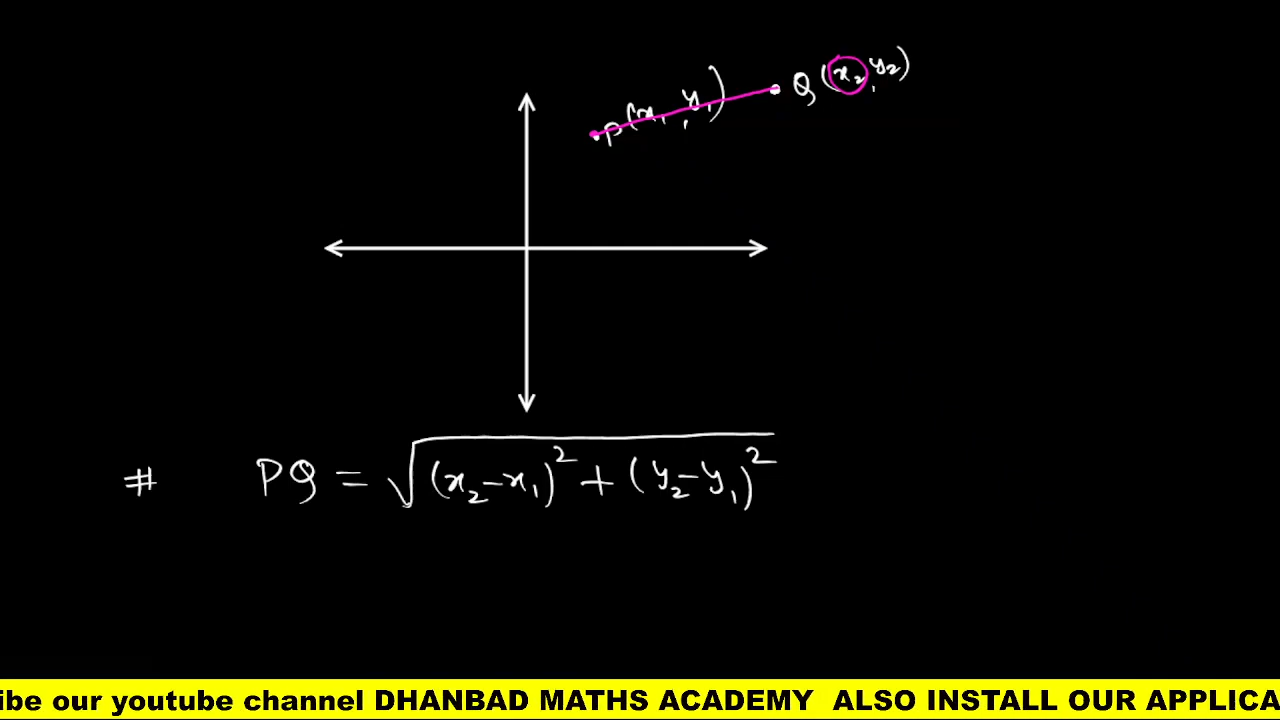 Q(x₂, y₂)
P(x₁, y₁)
# PQ = √(x₂-x₁)² + (y₂-y₁)²
ibe our youtube channel DHANBAD MATHS ACADEMY ALSO INSTALL OUR APPLICA